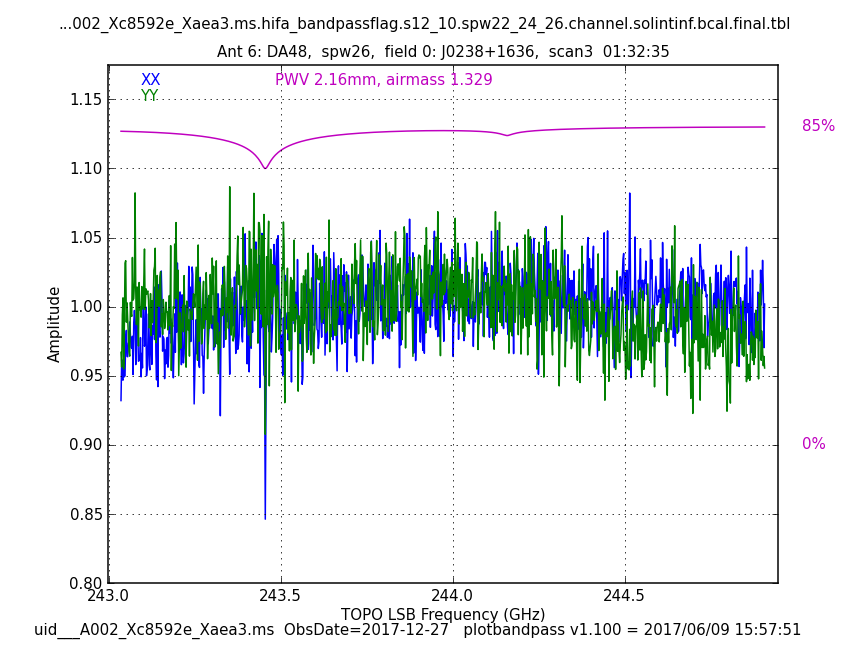 ...002_Xc8592e_Xaea3.ms.hifa_bandpassflag.s12_10.spw22_24_26.channel.solintinf.bcal.final.tbl
Ant 6: DA48,  spw26,  field 0: J0238+1636,  scan3  01:32:35
XX
PWV 2.16mm, airmass 1.329
YY
1.15
85%
1.10
1.05
1.00
Amplitude
0.95
0.90
0%
0.85
0.80
243.0
243.5
244.0
244.5
TOPO LSB Frequency (GHz)
uid___A002_Xc8592e_Xaea3.ms  ObsDate=2017-12-27   plotbandpass v1.100 = 2017/06/09 15:57:51